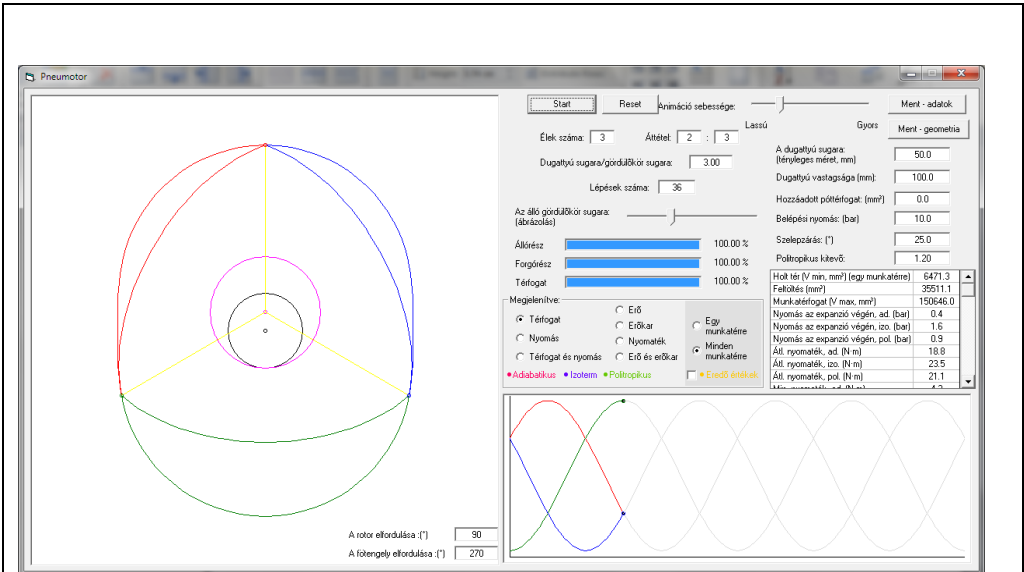 Pneumotor
Start Reset Animáció sebessége: Ment - adatok
Lassú Gyors Ment - geometria
Élek száma: 3 Áttétel: 2 : 3
Dugattyú sugara/gördülőkör sugara: 3.00
Lépések száma: 36
Az álló gördülőkör sugara:
(ábrázolás)
Állórész 100.00 %
Forgórész 100.00 %
Térfogat 100.00 %
A dugattyú sugara:
(tényleges méret, mm) 50.0
Dugattyú vastagsága (mm): 100.0
Hozzáadott póttérfogat: (mm³) 0.0
Belépési nyomás: (bar) 10.0
Szelepzárás: (°) 25.0
Politropikus kitevő: 1.20
Megjelenítve:
Térfogat
Nyomás
Térfogat és nyomás
Erő
Erőkar
Nyomaték
Erő és erőkar
Egy
munkatérre
Minden
munkatérre
Adiabatikus Izoterm Politropikus Eredő értékek
Holt tér (V min, mm³) (egy munkatérre) 6471.3
Feltöltés (mm³) 35511.1
Munkatérfogat (V max, mm³) 150646.0
Nyomás az expanzió végén, ad. (bar) 0.4
Nyomás az expanzió végén, izo. (bar) 1.6
Nyomás az expanzió végén, pol. (bar) 0.9
Átl. nyomaték, ad. (N·m) 18.8
Átl. nyomaték, izo. (N·m) 23.5
Átl. nyomaték, pol. (N·m) 21.1
A rotor elfordulása :(°) 90
A főtengely elfordulása :(°) 270